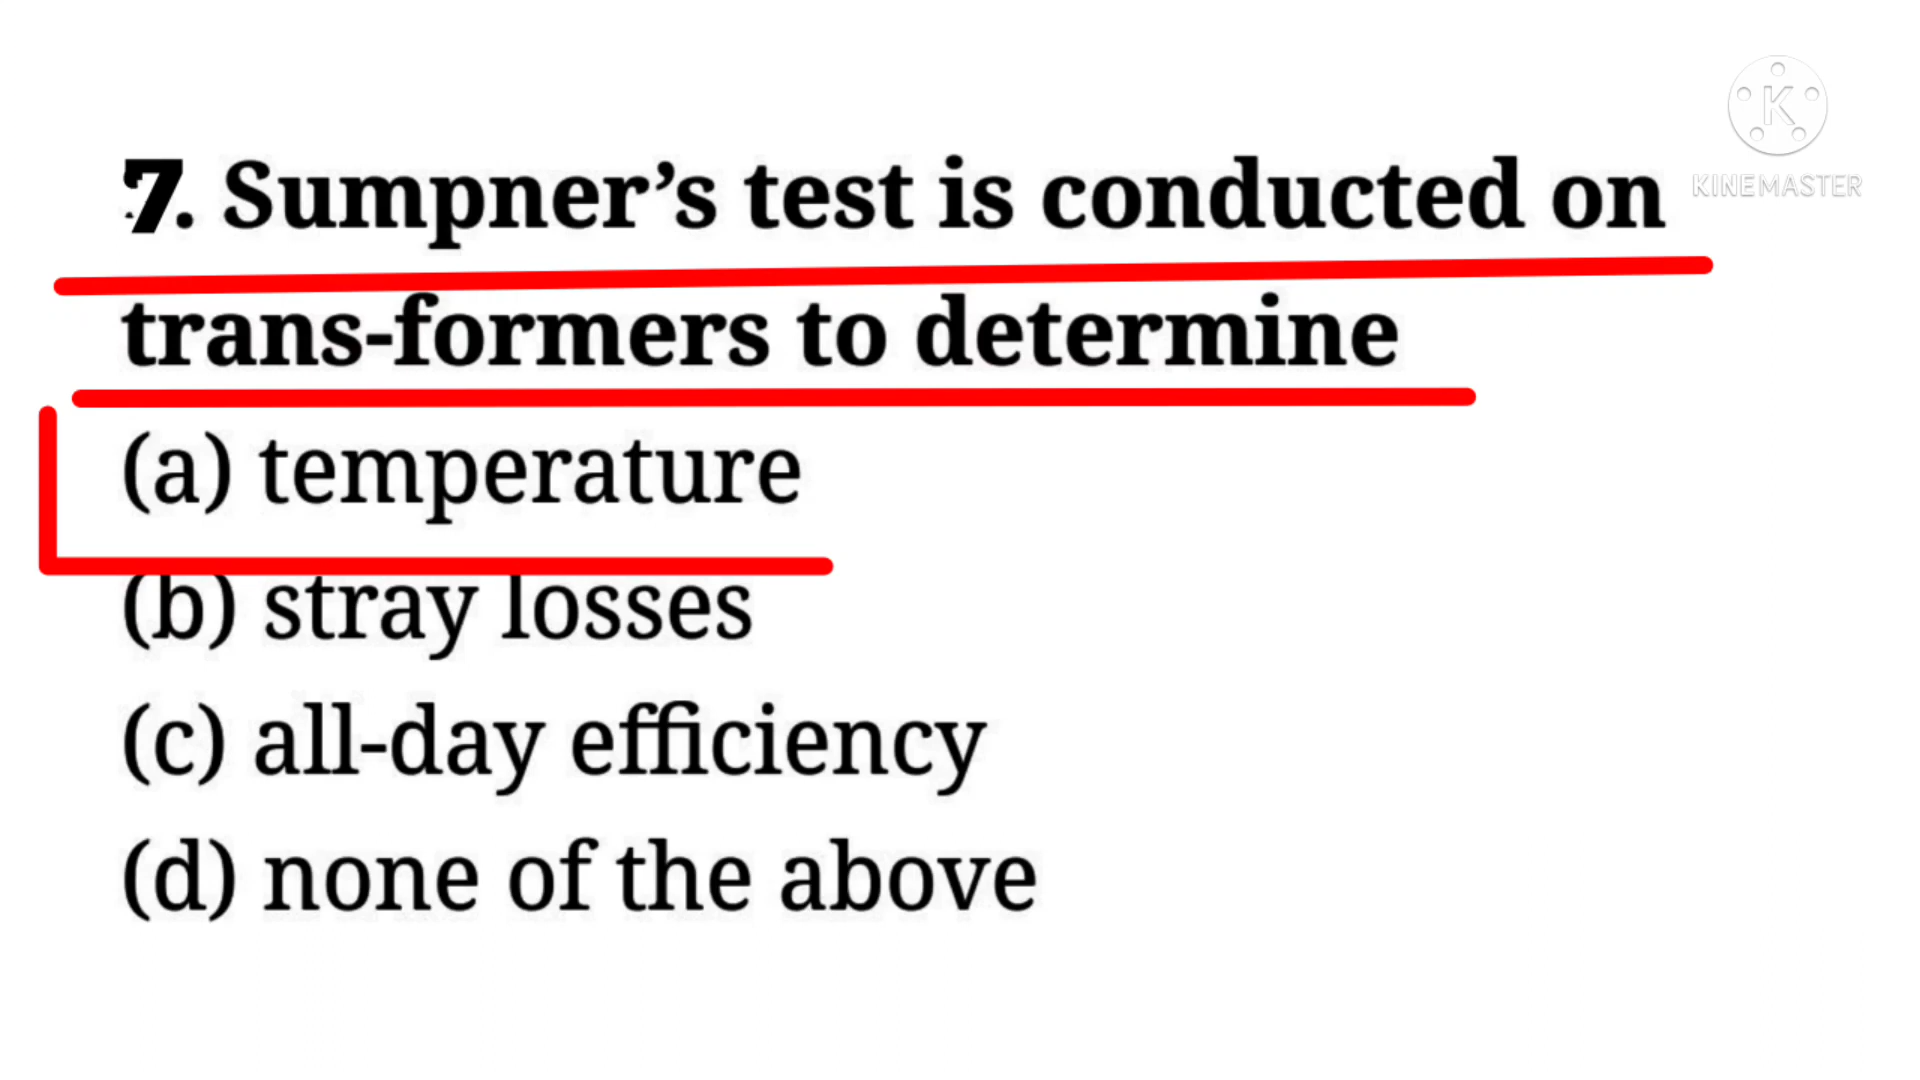 7. Sumpner’s test is conducted on
trans-formers to determine
(a) temperature
(b) stray losses
(c) all-day efficiency
(d) none of the above
K
KINEMASTER